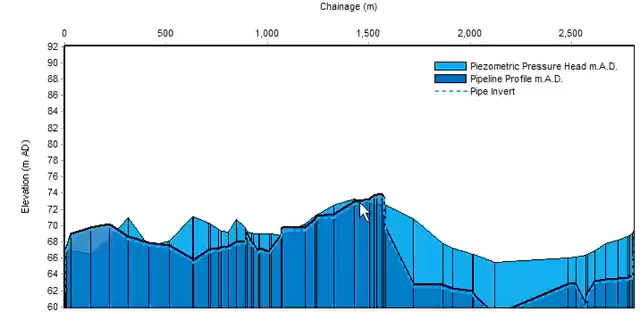 Chainage (m)
0 500 1,000 1,500 2,000 2,500
92
90
88
86
84
82
80
78
76
74
72
70
68
66
64
62
60
Elevation (m AD)
Piezometric Pressure Head m.A.D.
Pipeline Profile m.A.D.
Pipe Invert